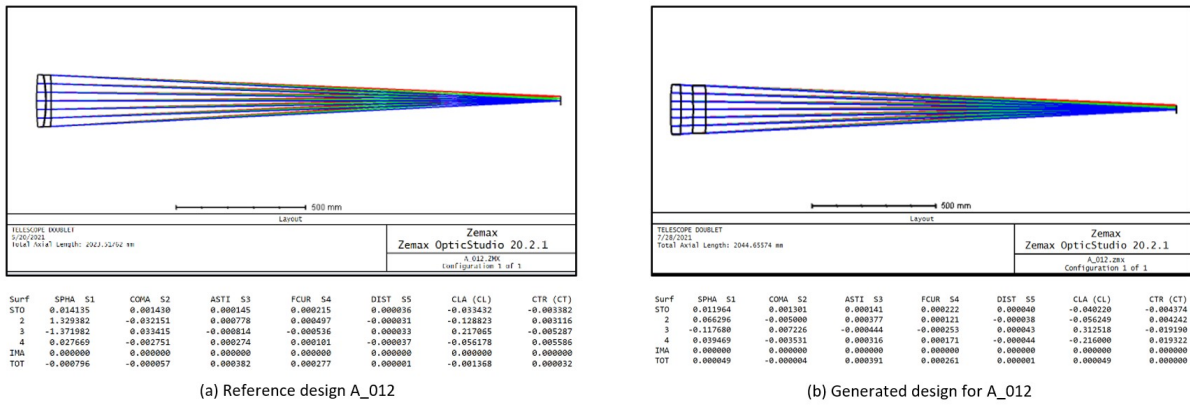 500 mm
Layout
TELESCOPE DOUBLET
5/20/2021
Total Axial Length: 2023.51762 mm
Zemax
Zemax OpticStudio 20.2.1
A_012.ZMX
Configuration 1 of 1
Surf SPHA S1 COMA S2 ASTI S3 FCUR S4 DIST S5 CLA (CL) CTR (CT)
STO 0.014135 0.001430 0.000145 0.000215 0.000036 -0.033432 -0.003382
2 1.329382 -0.032151 0.000778 0.000497 -0.000031 -0.128823 0.003116
3 -1.371982 0.033415 -0.000814 -0.000536 0.000033 0.217065 -0.005287
4 0.027669 -0.002751 0.000274 0.000101 -0.000037 -0.056178 0.005586
IMA 0.000000 0.000000 0.000000 0.000000 0.000000 0.000000 0.000000
TOT -0.000796 -0.000057 0.000382 0.000277 0.000001 -0.001368 0.000032
(a) Reference design A_012
500 mm
Layout
TELESCOPE DOUBLET
7/28/2021
Total Axial Length: 2044.65574 mm
Zemax
Zemax OpticStudio 20.2.1
A_012.zmx
Configuration 1 of 1
Surf SPHA S1 COMA S2 ASTI S3 FCUR S4 DIST S5 CLA (CL) CTR (CT)
STO 0.011964 0.001301 0.000141 0.000222 0.000040 -0.040220 -0.004374
2 0.066296 -0.005000 0.000377 0.000121 -0.000038 -0.056249 0.004242
3 -0.117680 0.007226 -0.000444 -0.000253 0.000043 0.312518 -0.019190
4 0.039469 -0.003531 0.000316 0.000171 -0.000044 -0.216000 0.019322
IMA 0.000000 0.000000 0.000000 0.000000 0.000000 0.000000 0.000000
TOT 0.000049 -0.000004 0.000391 0.000261 0.000001 0.000049 0.000000
(b) Generated design for A_012